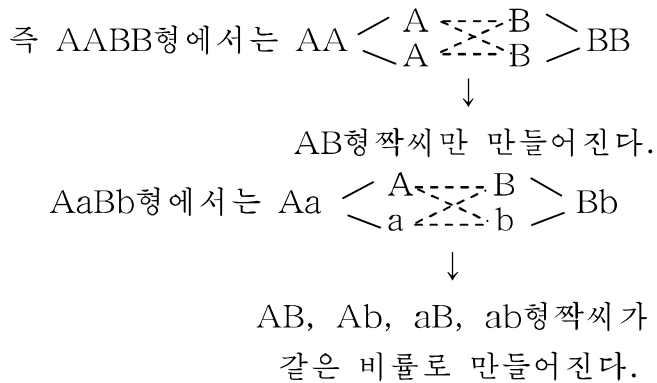 A B
즉 AABB형에서는 AA BB
A B
↓
AB형짝씨만 만들어진다.
A B
AaBb형에서는 Aa Bb
a b
↓
AB, Ab, aB, ab형짝씨가
같은 비률로 만들어진다.